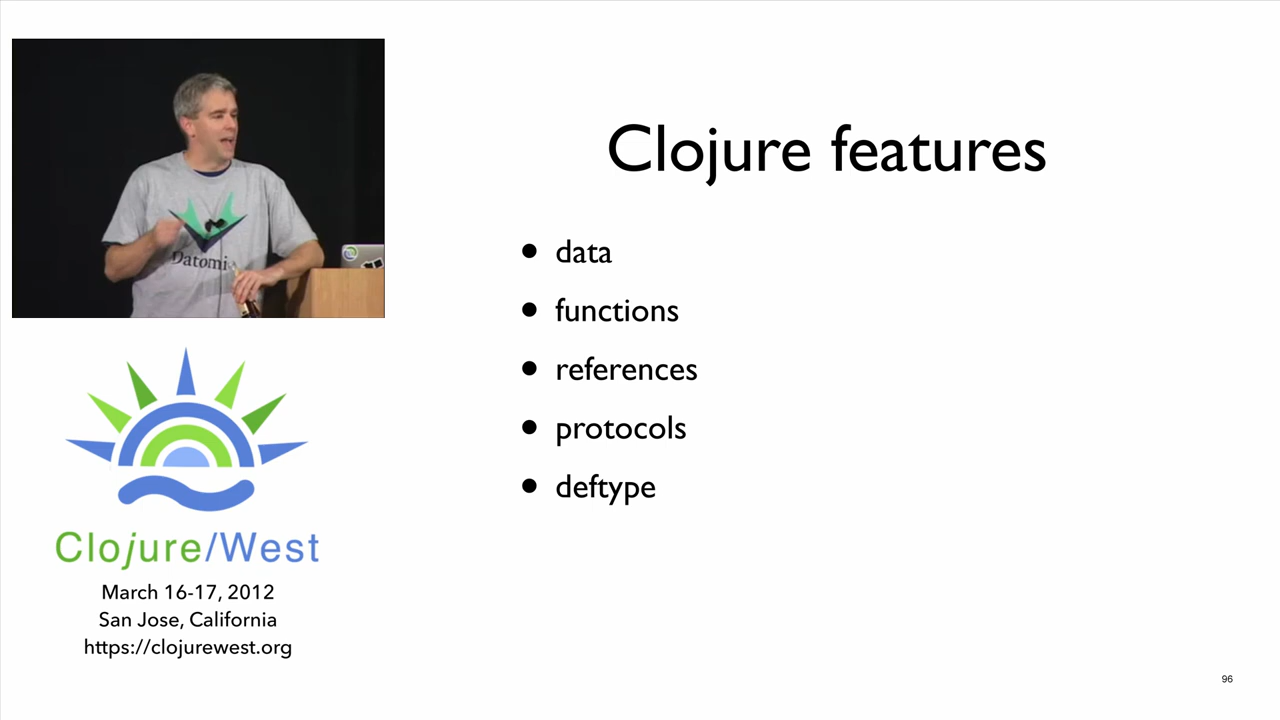 Clojure features
data
functions
references
protocols
deftype
Datomi
Clojure/West
March 16-17, 2012
San Jose, California
https://clojurewest.org
96